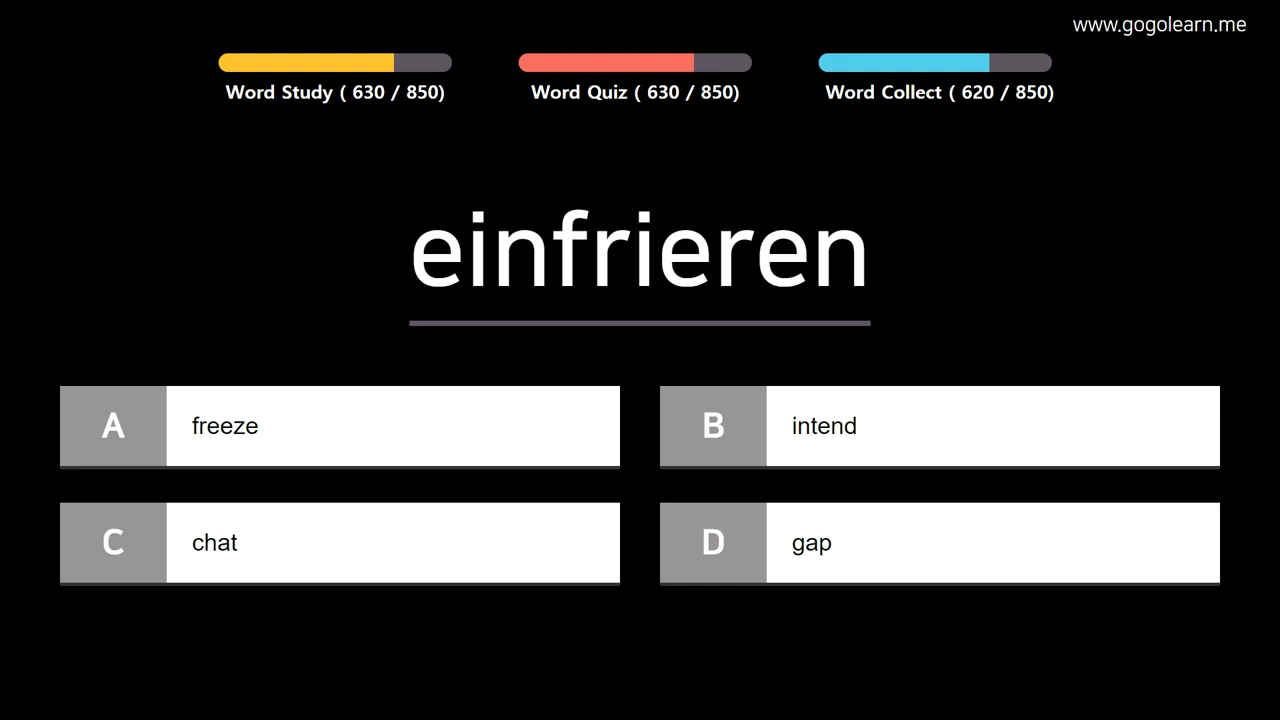 www.gogolearn.me
Word Study ( 630 / 850)
Word Quiz ( 630 / 850)
Word Collect ( 620 / 850)
einfrieren
A freeze
B intend
C chat
D gap